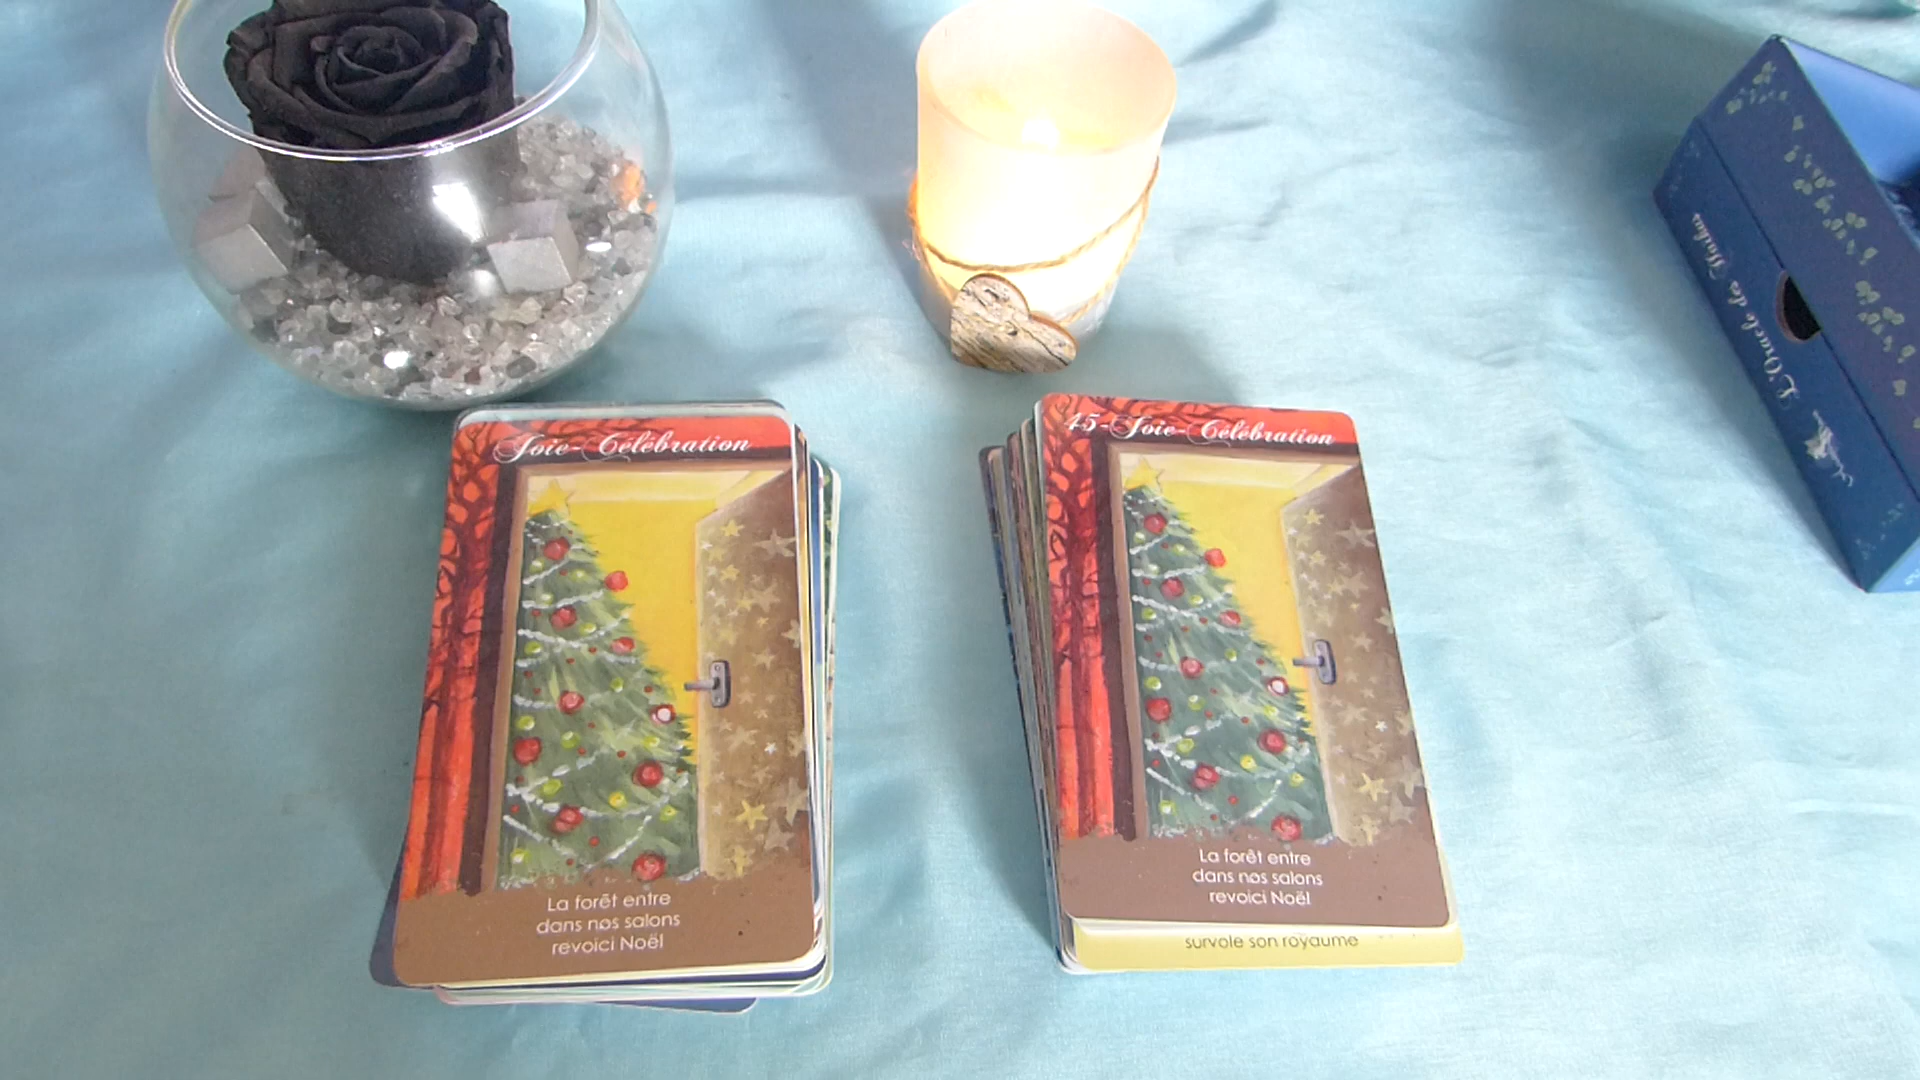 Joie-Célébration
La forêt entre
dans nos salons
revoici Noël
45-Joie-Célébration
La forêt entre
dans nos salons
revoici Noël
survole son royaume
L'Oracle des Haïkus